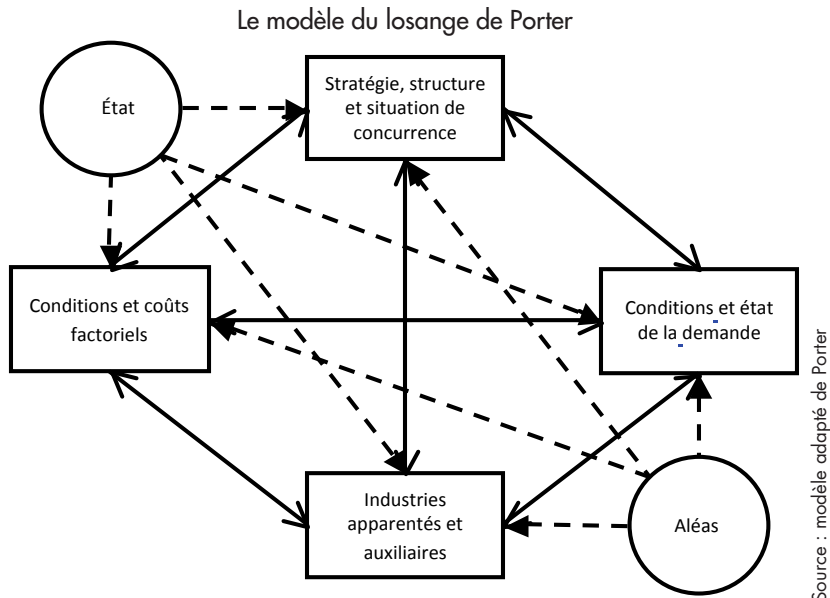 Le modèle du losange de Porter
État
Stratégie, structure
et situation de
concurrence
Conditions et coûts
factoriels
Conditions et état
de la demande
Industries
apparentés et
auxiliaires
Aléas
Source : modèle adapté de Porter